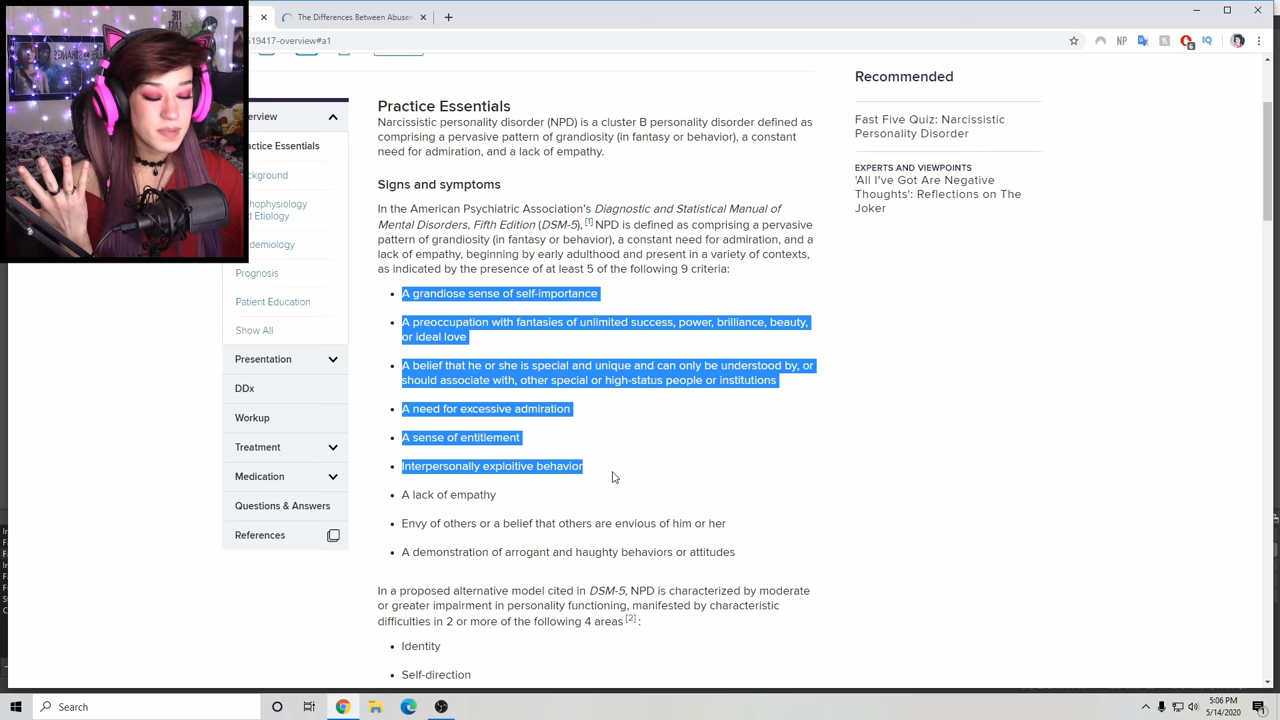 The Differences Between Abuser
519417-overview#a1
NP
IQ
6
erview
actice Essentials
ckground
hophysiology
d Etiology
demiology
Prognosis
Patient Education
Show All
Presentation
DDx
Workup
Treatment
Medication
Questions & Answers
References
Practice Essentials
Narcissistic personality disorder (NPD) is a cluster B personality disorder defined as
comprising a pervasive pattern of grandiosity (in fantasy or behavior), a constant
need for admiration, and a lack of empathy.
Signs and symptoms
In the American Psychiatric Association's Diagnostic and Statistical Manual of
Mental Disorders, Fifth Edition (DSM-5), [1] NPD is defined as comprising a pervasive
pattern of grandiosity (in fantasy or behavior), a constant need for admiration, and a
lack of empathy, beginning by early adulthood and present in a variety of contexts,
as indicated by the presence of at least 5 of the following 9 criteria:
• A grandiose sense of self-importance
• A preoccupation with fantasies of unlimited success, power, brilliance, beauty,
or ideal love
• A belief that he or she is special and unique and can only be understood by, or
should associate with, other special or high-status people or institutions
• A need for excessive admiration
• A sense of entitlement
• Interpersonally exploitive behavior
• A lack of empathy
• Envy of others or a belief that others are envious of him or her
• A demonstration of arrogant and haughty behaviors or attitudes
In a proposed alternative model cited in DSM-5, NPD is characterized by moderate
or greater impairment in personality functioning, manifested by characteristic
difficulties in 2 or more of the following 4 areas [2] :
• Identity
• Self-direction
Recommended
Fast Five Quiz: Narcissistic
Personality Disorder
EXPERTS AND VIEWPOINTS
'All I've Got Are Negative
Thoughts': Reflections on The
Joker
Search
5:06 PM
5/14/2020
1